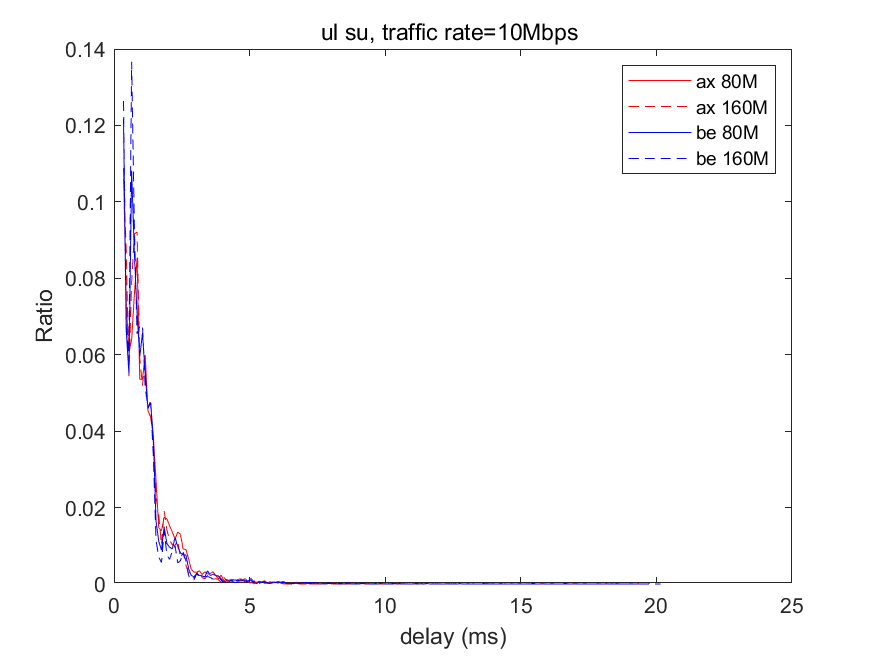 ul su, traffic rate=10Mbps
0.14
0.12
0.1
0.08
0.06
0.04
0.02
0
Ratio
ax 80M
ax 160M
be 80M
be 160M
0 5 10 15 20 25
delay (ms)